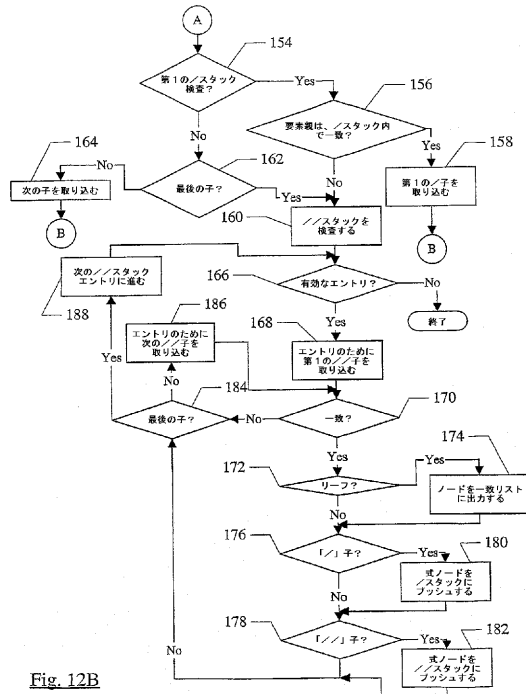 A
154
第1の/スタック
検査?
Yes
156
要素親は、/スタック内
で一致?
No
164
No
162
Yes
158
次の子を取り込む
最後の子?
Yes
No
第1の/子を
取り込む
B
160
//スタックを
検査する
B
次の//スタック
エントリに進む
166
有効なエントリ?
No
188
186
Yes
終了
エントリのために
次の//子を
取り込む
168
エントリのために
第1の//子を
取り込む
Yes
No
184
170
最後の子?
No
一致?
174
172
Yes
Yes
リーフ?
ノードを一致リスト
に出力する
No
176
180
「/」子?
Yes
式ノードを
/スタックに
プッシュする
No
178
182
「//」子?
Yes
式ノードを
//スタックに
プッシュする
No
Fig. 12B